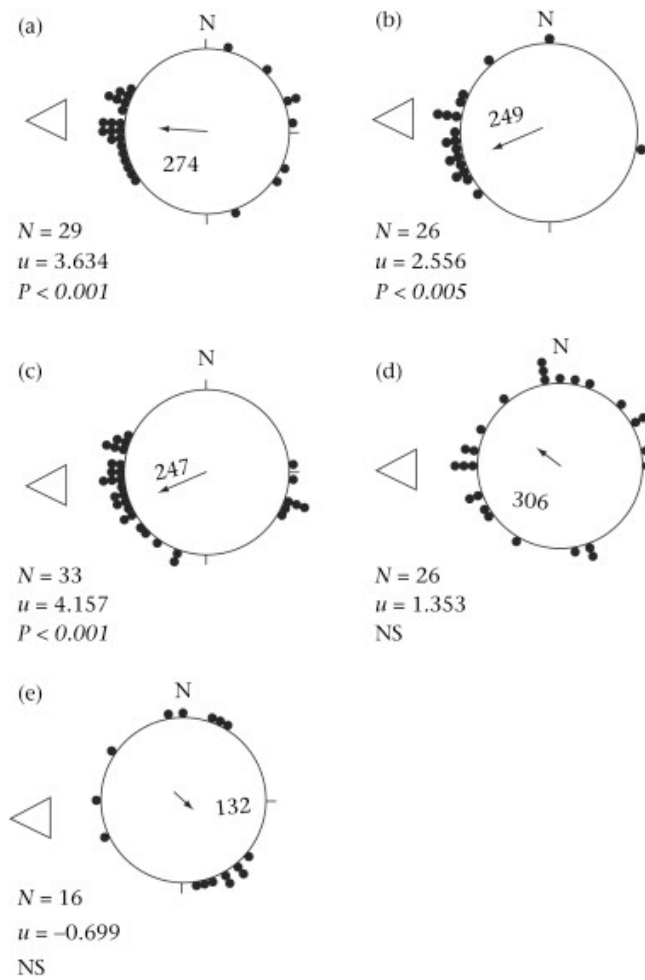 (a)
N
274
N = 29
u = 3.634
P < 0.001
(b)
N
249
N = 26
u = 2.556
P < 0.005
(c)
N
247
N = 33
u = 4.157
P < 0.001
(d)
N
306
N = 26
u = 1.353
NS
(e)
N
132
N = 16
u = –0.699
NS